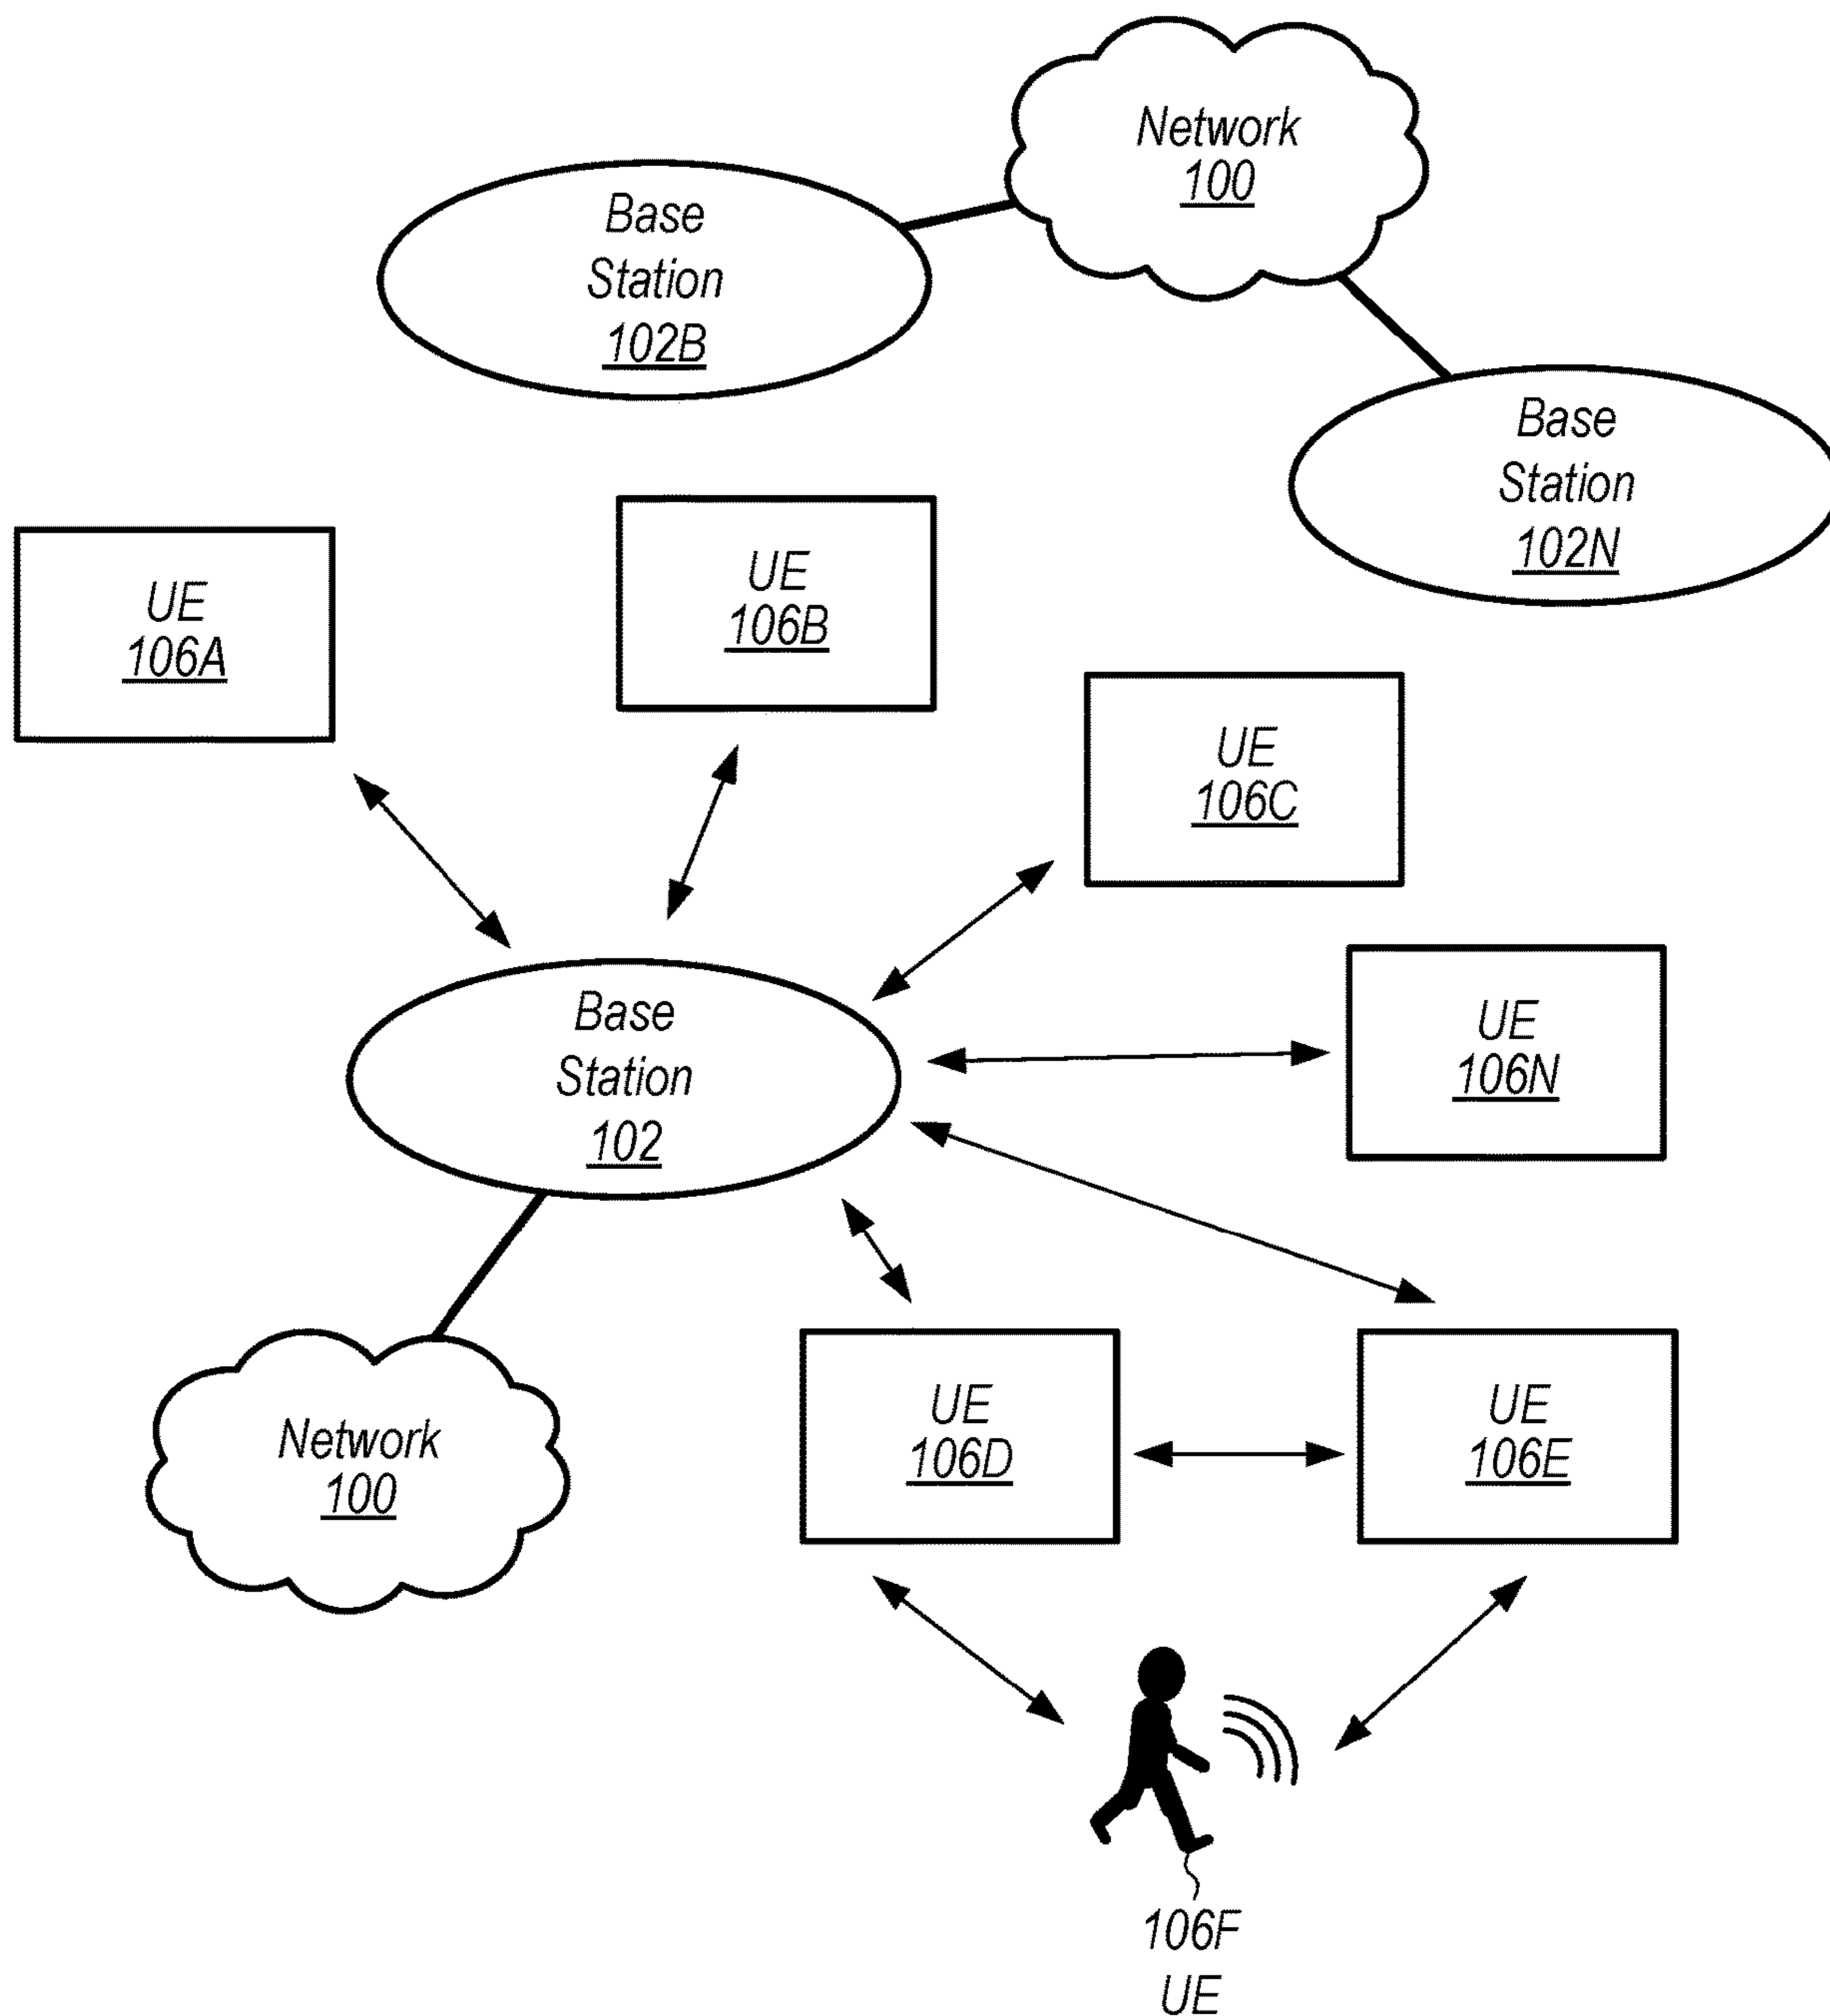 Network
100
Base
Station
102B
Base
Station
102N
UE
106A
UE
106B
UE
106C
Base
Station
102
UE
106N
Network
100
UE
106D
UE
106E
106F
UE